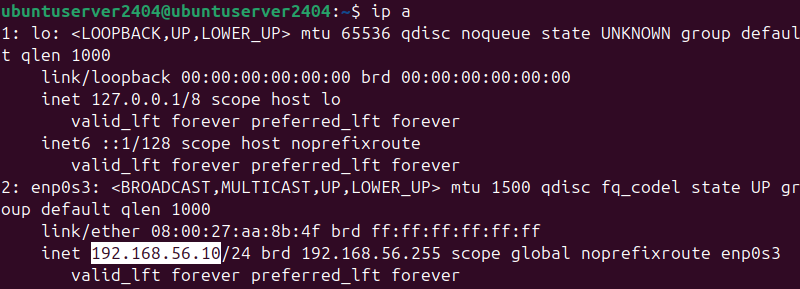 ubuntuserver2404@ubuntuserver2404:~$ ip a
1: lo: <LOOPBACK,UP,LOWER_UP> mtu 65536 qdisc noqueue state UNKNOWN group defaul
t qlen 1000
    link/loopback 00:00:00:00:00:00 brd 00:00:00:00:00:00
    inet 127.0.0.1/8 scope host lo
       valid_lft forever preferred_lft forever
    inet6 ::1/128 scope host noprefixroute
       valid_lft forever preferred_lft forever
2: enp0s3: <BROADCAST,MULTICAST,UP,LOWER_UP> mtu 1500 qdisc fq_codel state UP gr
oup default qlen 1000
    link/ether 08:00:27:aa:8b:4f brd ff:ff:ff:ff:ff:ff
    inet 192.168.56.10/24 brd 192.168.56.255 scope global noprefixroute enp0s3
       valid_lft forever preferred_lft forever